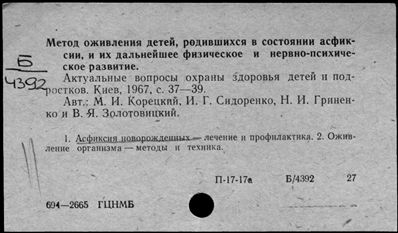 Б
4392
Метод оживления детей, родившихся в состоянии асфик-
сии, и их дальнейшее физическое и нервно-психиче-
ское развитие.
Актуальные вопросы охраны здоровья детей и под-
ростков. Киев, 1967, с. 37—39.
Авт.: М. И. Корецкий, И. Г. Сидоренко, Н. И. Гринен-
ко и В. Я. Золотовицкий.
1. Асфиксия новорожденных — лечение и профилактика. 2. Ожив-
ление организма — методы и техника.
П-17-17а Б/4392 27
694—2665 ГЦНМБ